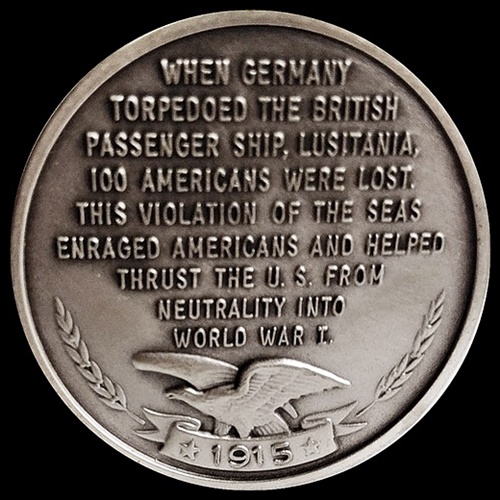 WHEN GERMANY
TORPEDOED THE BRITISH
PASSENGER SHIP, LUSITANIA,
100 AMERICANS WERE LOST.
THIS VIOLATION OF THE SEAS
ENRAGED AMERICANS AND HELPED
THRUST THE U. S. FROM
NEUTRALITY INTO
WORLD WAR I.
1915